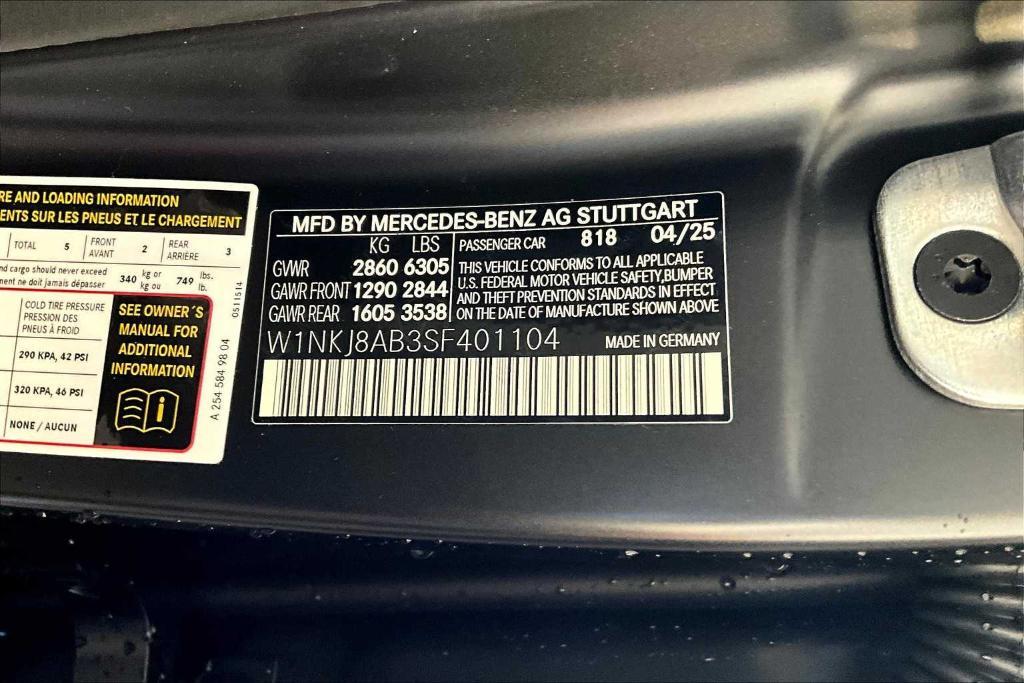 RE AND LOADING INFORMATION
ENTS SUR LES PNEUS ET LE CHARGEMENT
TOTAL 5 FRONT AVANT 2 REAR ARRIÈRE 3
nd cargo should never exceed
ment ne doit jamais dépasser
340 kg or kg ou 749 lbs. lb.
COLD TIRE PRESSURE
PRESSION DES
PNEUS À FROID
290 KPA, 42 PSI
320 KPA, 46 PSI
NONE / AUCUN
SEE OWNER´S
MANUAL FOR
ADDITIONAL
INFORMATION
i
0511514
A 254 584 98 04
MFD BY MERCEDES-BENZ AG STUTTGART
KG LBS
GVWR 2860 6305
GAWR FRONT 1290 2844
GAWR REAR 1605 3538
PASSENGER CAR 818 04/25
THIS VEHICLE CONFORMS TO ALL APPLICABLE
U.S. FEDERAL MOTOR VEHICLE SAFETY,BUMPER
AND THEFT PREVENTION STANDARDS IN EFFECT
ON THE DATE OF MANUFACTURE SHOWN ABOVE
W1NKJ8AB3SF401104 MADE IN GERMANY